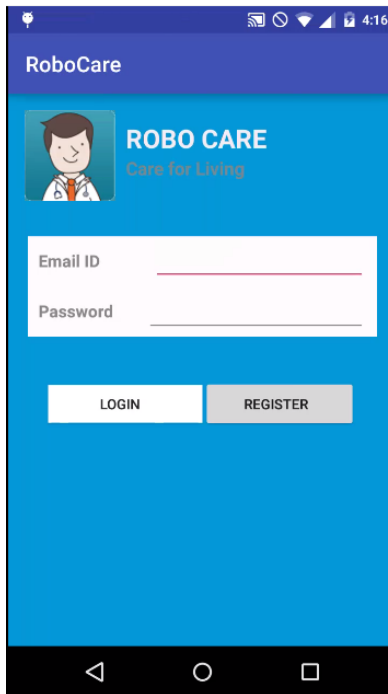 4:16
RoboCare
ROBO CARE
Care for Living
Email ID
Password
LOGIN REGISTER